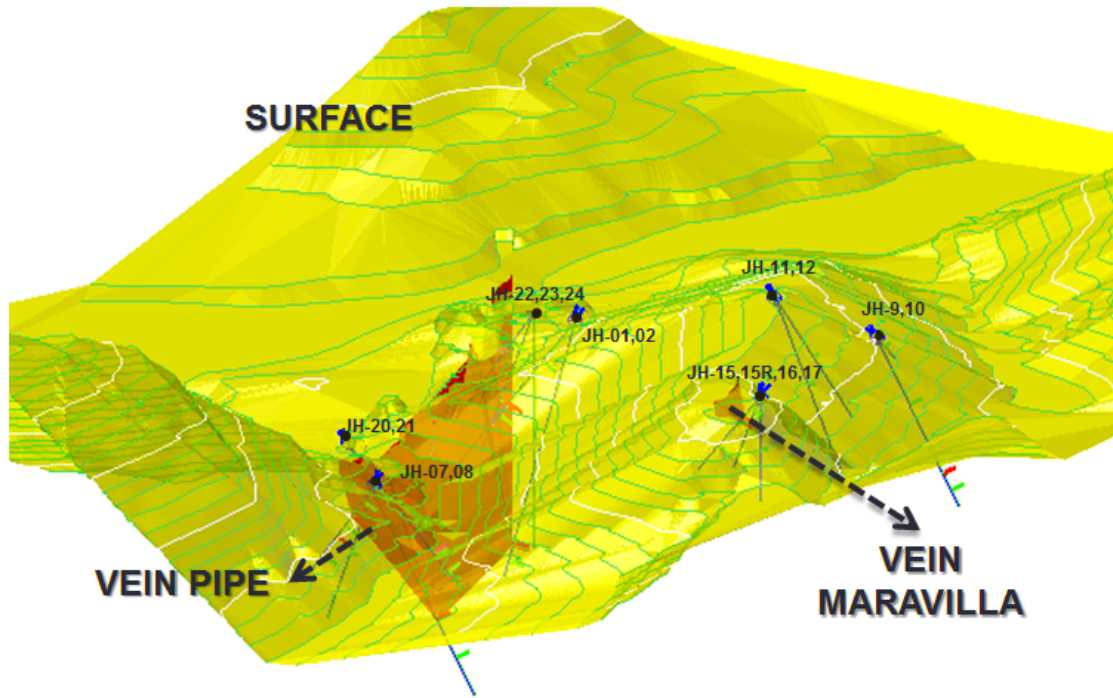 SURFACE
JH-11,12
JH-22,23,24
JH-01,02
JH-9,10
JH-15,15R,16,17
JH-20,21
JH-07,08
VEIN PIPE
VEIN
MARAVILLA